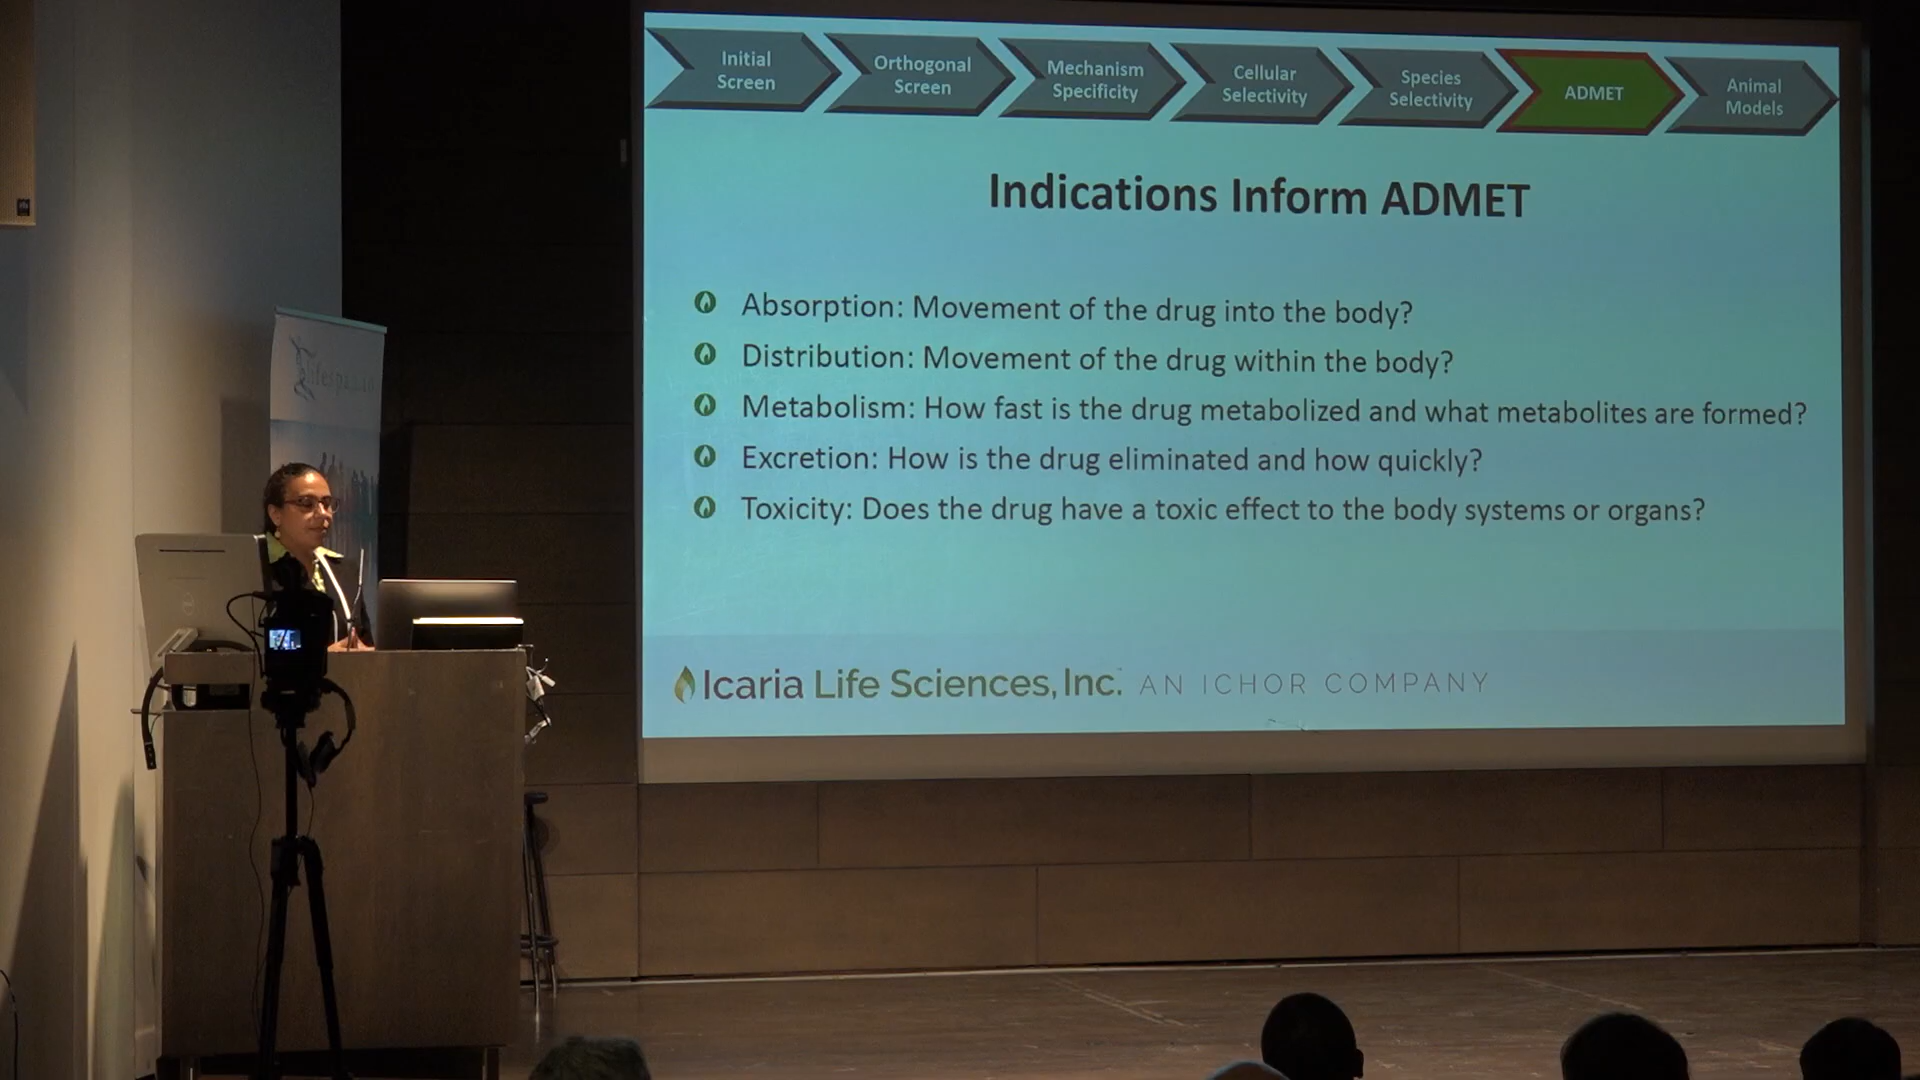 Initial
Screen
Orthogonal
Screen
Mechanism
Specificity
Cellular
Selectivity
Species
Selectivity
ADMET
Animal
Models
Indications Inform ADMET
Absorption: Movement of the drug into the body?
Distribution: Movement of the drug within the body?
Metabolism: How fast is the drug metabolized and what metabolites are formed?
Excretion: How is the drug eliminated and how quickly?
Toxicity: Does the drug have a toxic effect to the body systems or organs?
Icaria Life Sciences, Inc. AN ICHOR COMPANY